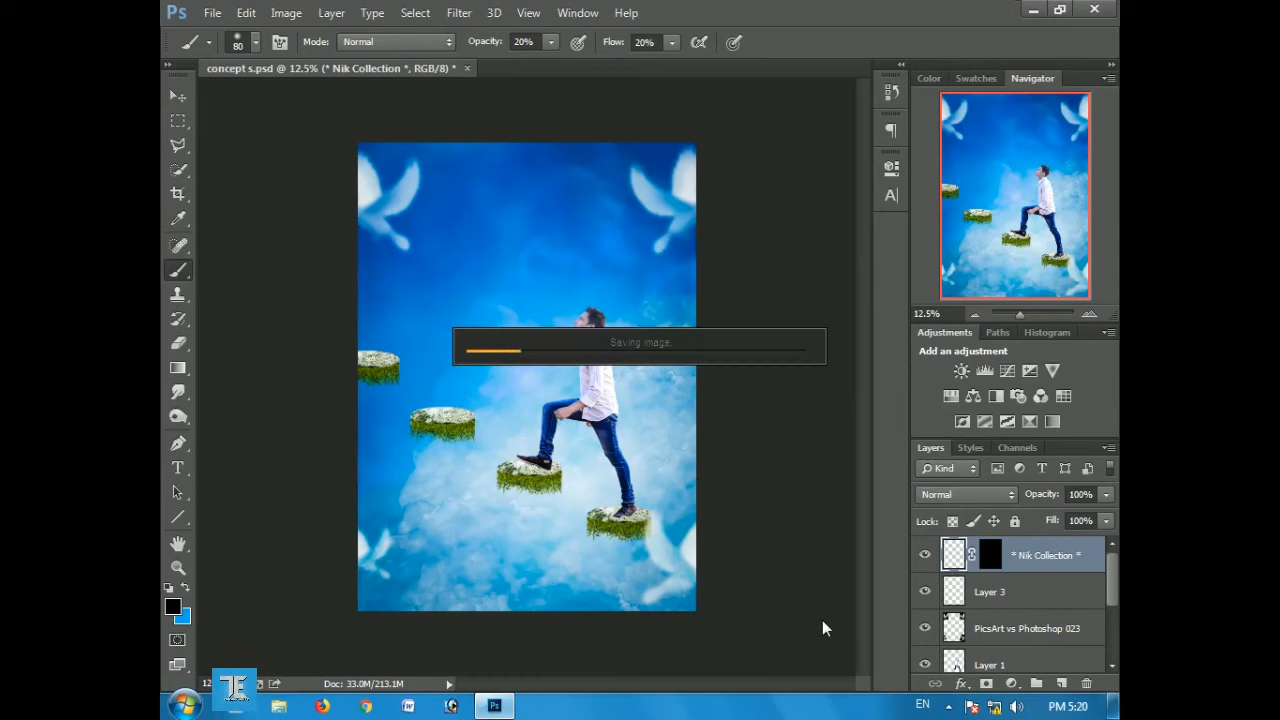 Ps File Edit Image Layer Type Select Filter 3D View Window Help
80 Mode: Normal Opacity: 20% Flow: 20%
concept s.psd @ 12.5% (* Nik Collection *, RGB/8) * ×
Color Swatches Navigator
A|
Saving image.
12.5%
Adjustments Paths Histogram
Add an adjustment
Layers Styles Channels
Kind
Normal Opacity: 100%
Lock: Fill: 100%
* Nik Collection *
Layer 3
PicsArt vs Photoshop 023
Layer 1
fx
Doc: 33.0M/213.1M
EN PM 5:20